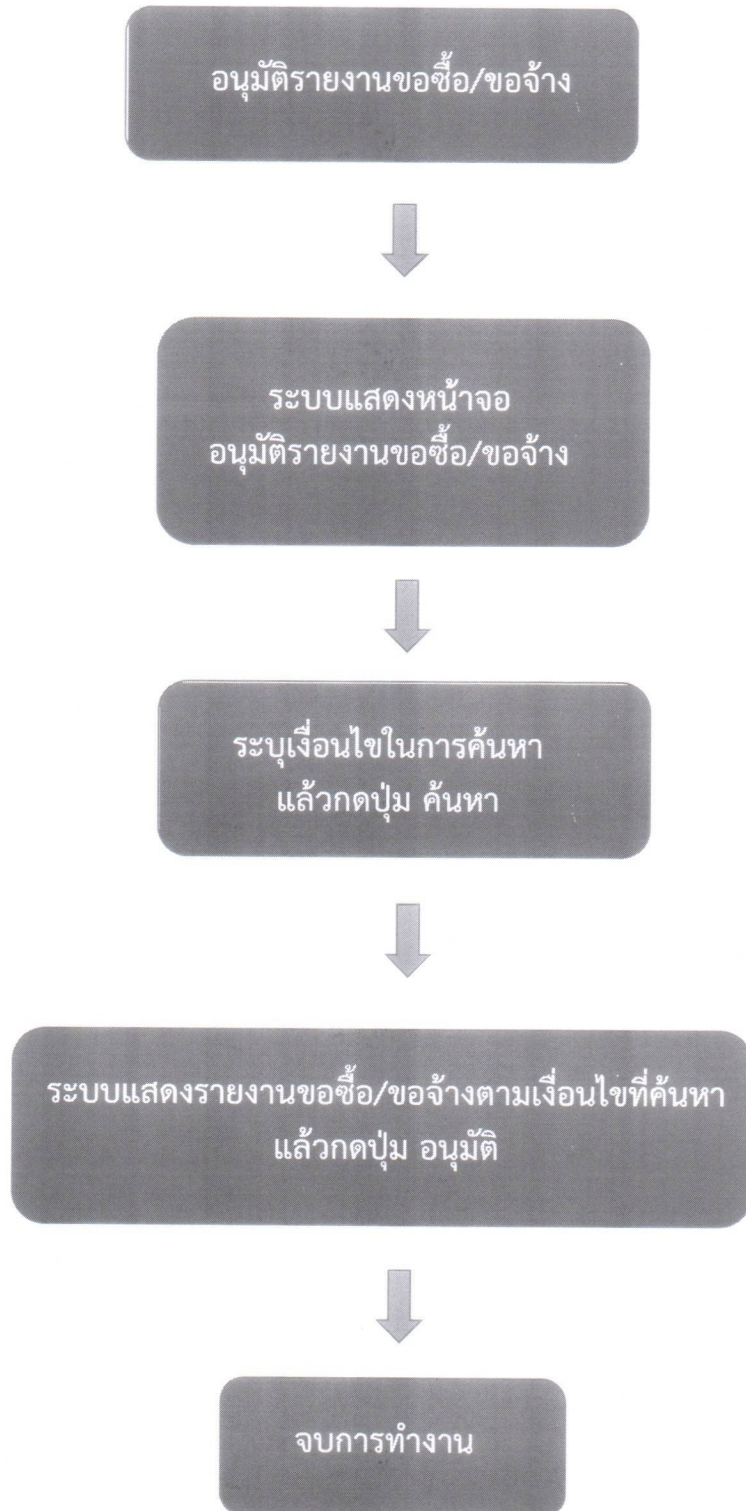 อนุมัติรายงานขอซื้อ/ขอจ้าง
ระบบแสดงหน้าจอ
อนุมัติรายงานขอซื้อ/ขอจ้าง
ระบุเงื่อนไขในการค้นหา
แล้วกดปุ่ม ค้นหา
ระบบแสดงรายงานขอซื้อ/ขอจ้างตามเงื่อนไขที่ค้นหา
แล้วกดปุ่ม อนุมัติ
จบการทำงาน